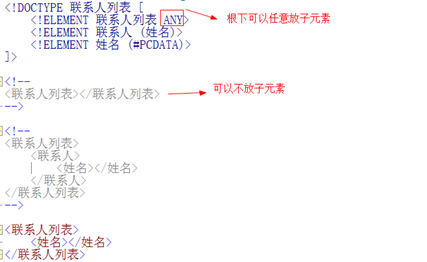 <!DOCTYPE 联系人列表 [
<!ELEMENT 联系人列表 ANY>
根下可以任意放子元素
<!ELEMENT 联系人 (姓名)>
<!ELEMENT 姓名 (#PCDATA)>
]>
<!--
<联系人列表></联系人列表>
可以不放子元素
-->
<!--
<联系人列表>
<联系人>
<姓名></姓名>
</联系人>
</联系人列表>
-->
<联系人列表>
<姓名></姓名>
</联系人列表>